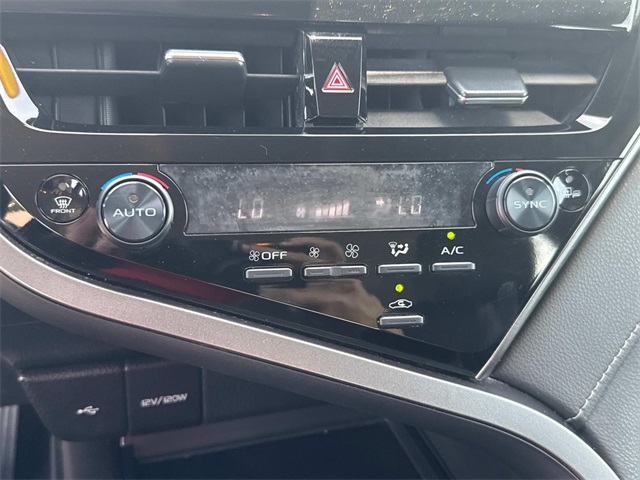 FRONT
AUTO
LO
LO
SYNC
OFF
A/C
12V/120W